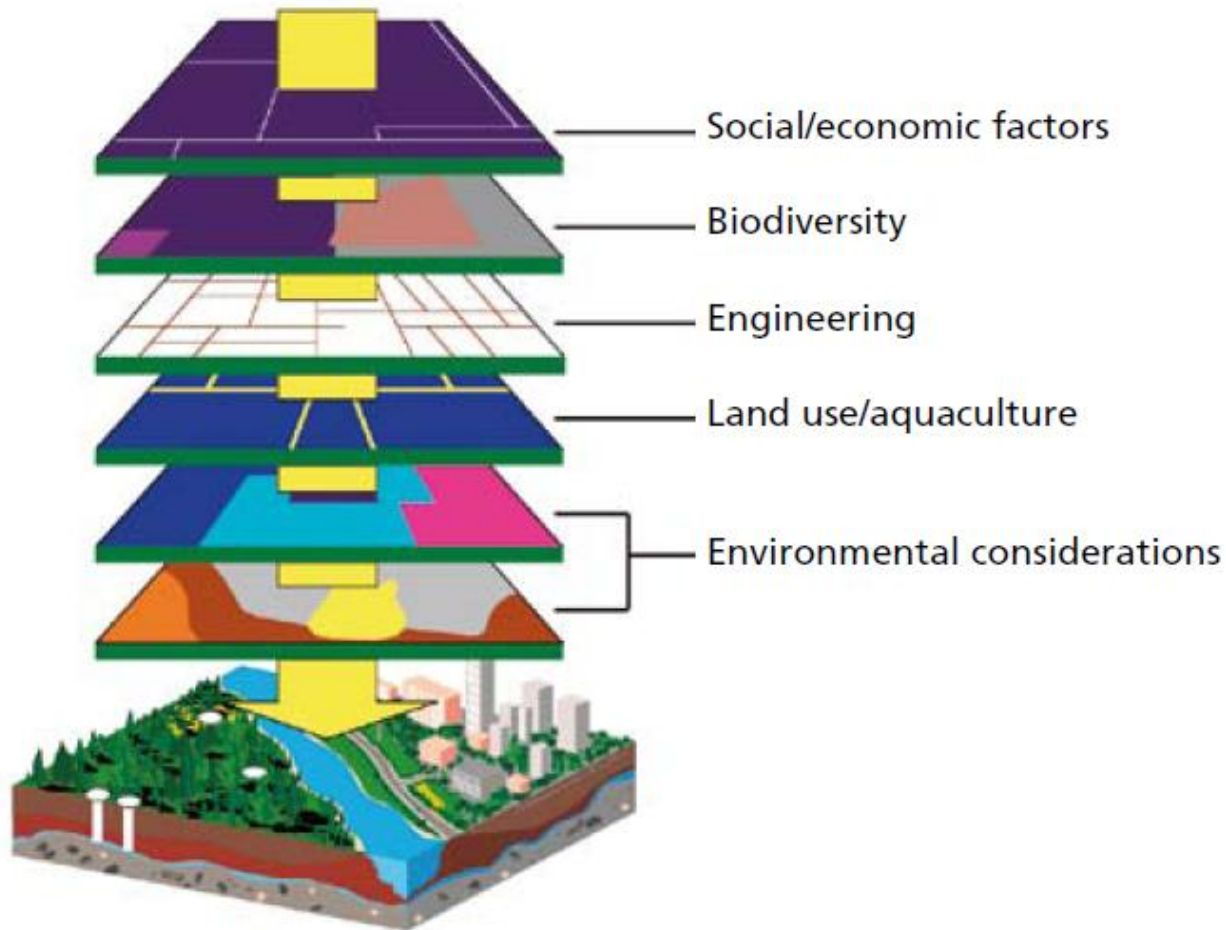 Social/economic factors
Biodiversity
Engineering
Land use/aquaculture
Environmental considerations